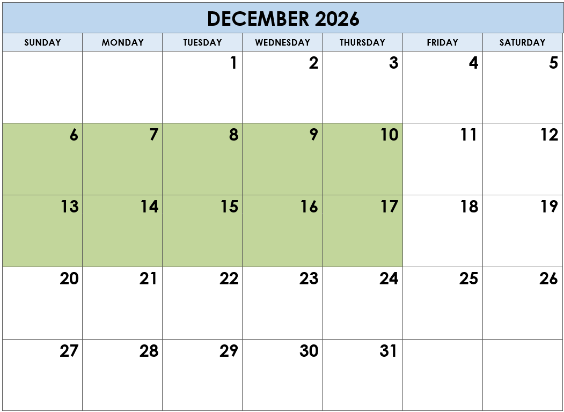 DECEMBER 2026
SUNDAY MONDAY TUESDAY WEDNESDAY THURSDAY FRIDAY SATURDAY
1 2 3 4 5
6 7 8 9 10 11 12
13 14 15 16 17 18 19
20 21 22 23 24 25 26
27 28 29 30 31